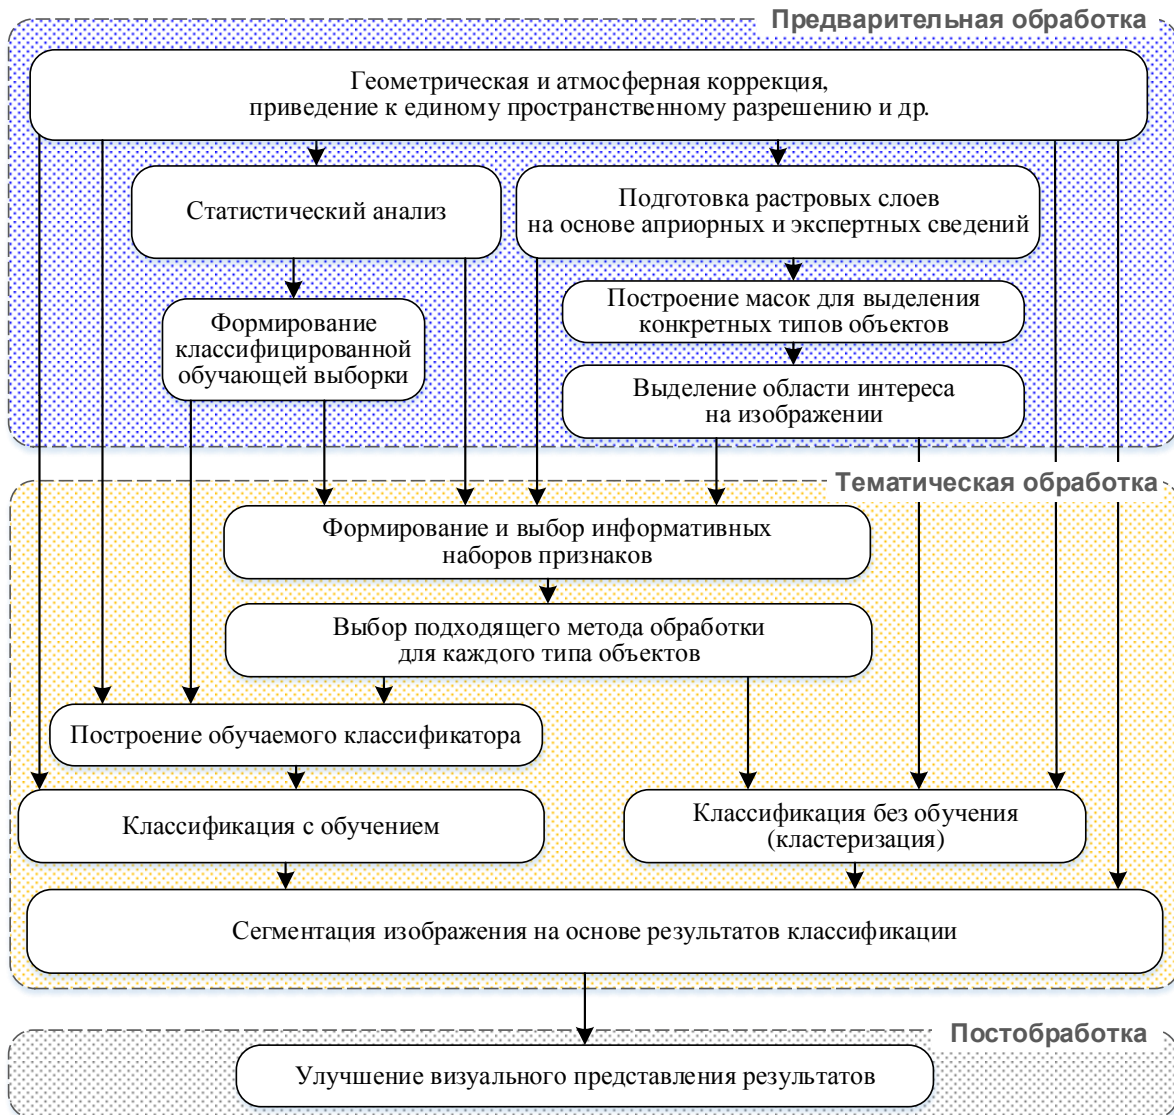 Предварительная обработка
Геометрическая и атмосферная коррекция,
приведение к единому пространственному разрешению и др.
Статистический анализ
Подготовка растровых слоев
на основе априорных и экспертных сведений
Построение масок для выделения
конкретных типов объектов
Формирование
классифицированной
обучающей выборки
Выделение области интереса
на изображении
Тематическая обработка
Формирование и выбор информативных
наборов признаков
Выбор подходящего метода обработки
для каждого типа объектов
Построение обучаемого классификатора
Классификация с обучением
Классификация без обучения
(кластеризация)
Сегментация изображения на основе результатов классификации
Постобработка
Улучшение визуального представления результатов